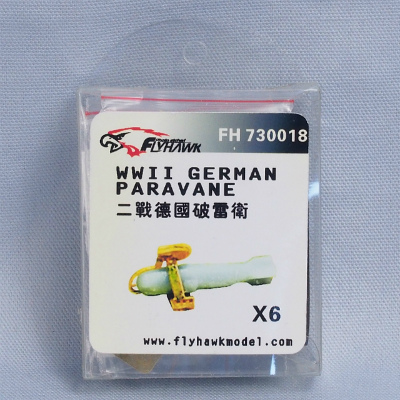 FLYHAWK
FH 730018
WWII GERMAN
PARAVANE
二戰德國破雷衛
X6
www.flyhawkmodel.com